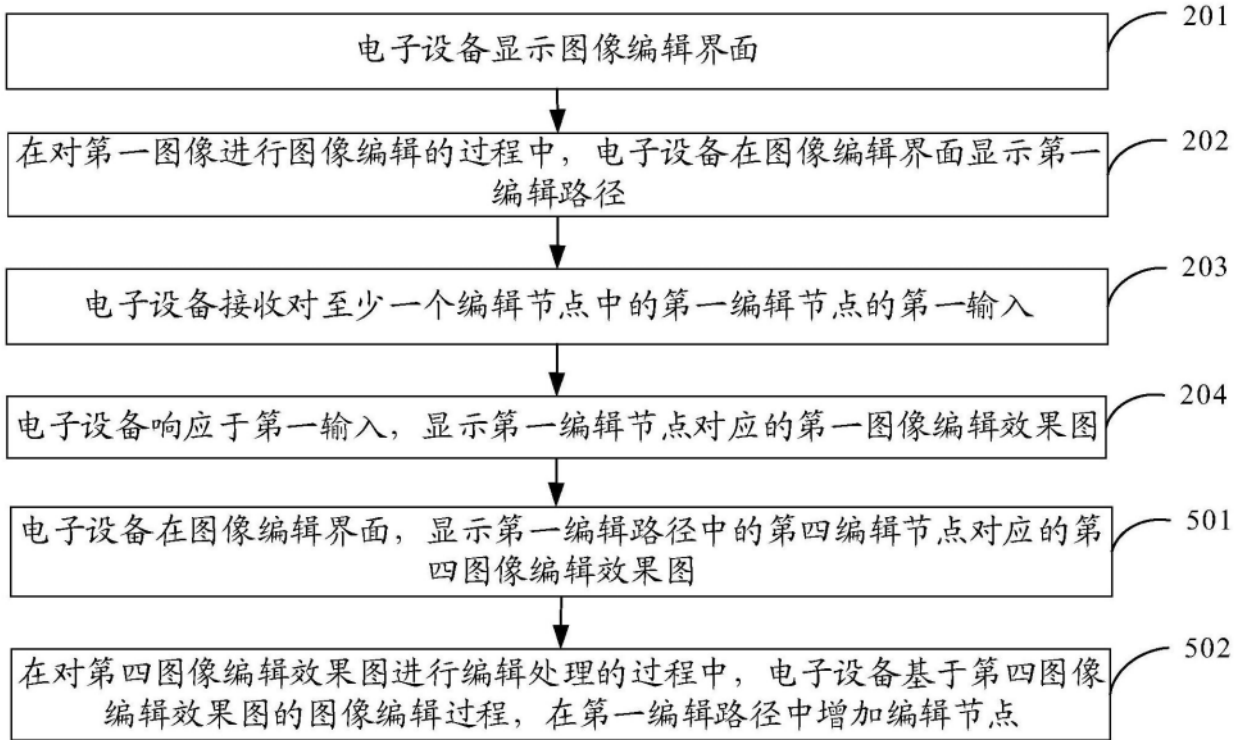 电子设备显示图像编辑界面
201
在对第一图像进行图像编辑的过程中，电子设备在图像编辑界面显示第一
编辑路径
202
电子设备接收对至少一个编辑节点中的第一编辑节点的第一输入
203
电子设备响应于第一输入，显示第一编辑节点对应的第一图像编辑效果图
204
电子设备在图像编辑界面，显示第一编辑路径中的第四编辑节点对应的第
四图像编辑效果图
501
在对第四图像编辑效果图进行编辑处理的过程中，电子设备基于第四图像
编辑效果图的图像编辑过程，在第一编辑路径中增加编辑节点
502